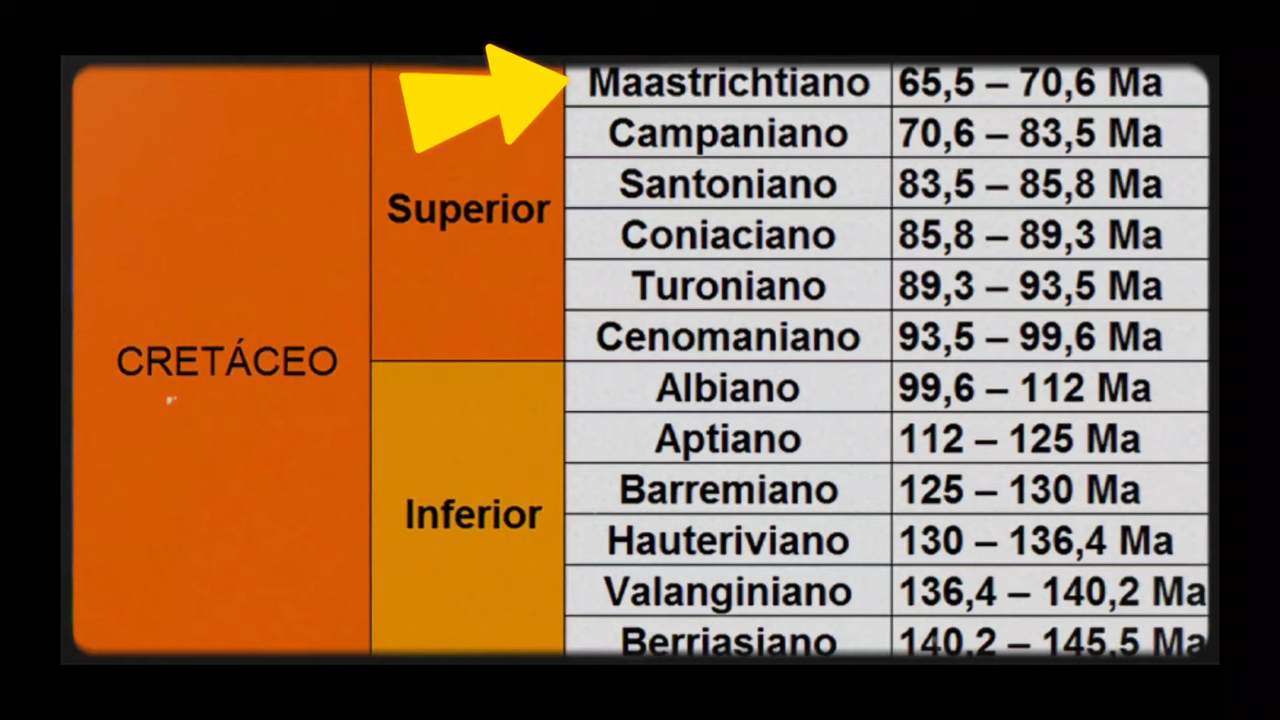 Maastrichtiano 65,5 – 70,6 Ma
Campaniano 70,6 – 83,5 Ma
Santoniano 83,5 – 85,8 Ma
Superior
Coniaciano 85,8 – 89,3 Ma
Turoniano 89,3 – 93,5 Ma
Cenomaniano 93,5 – 99,6 Ma
CRETÁCEO
Albiano 99,6 – 112 Ma
Aptiano 112 – 125 Ma
Barremiano 125 – 130 Ma
Inferior
Hauteriviano 130 – 136,4 Ma
Valanginiano 136,4 – 140,2 Ma
Berriasiano 140,2 – 145,5 Ma